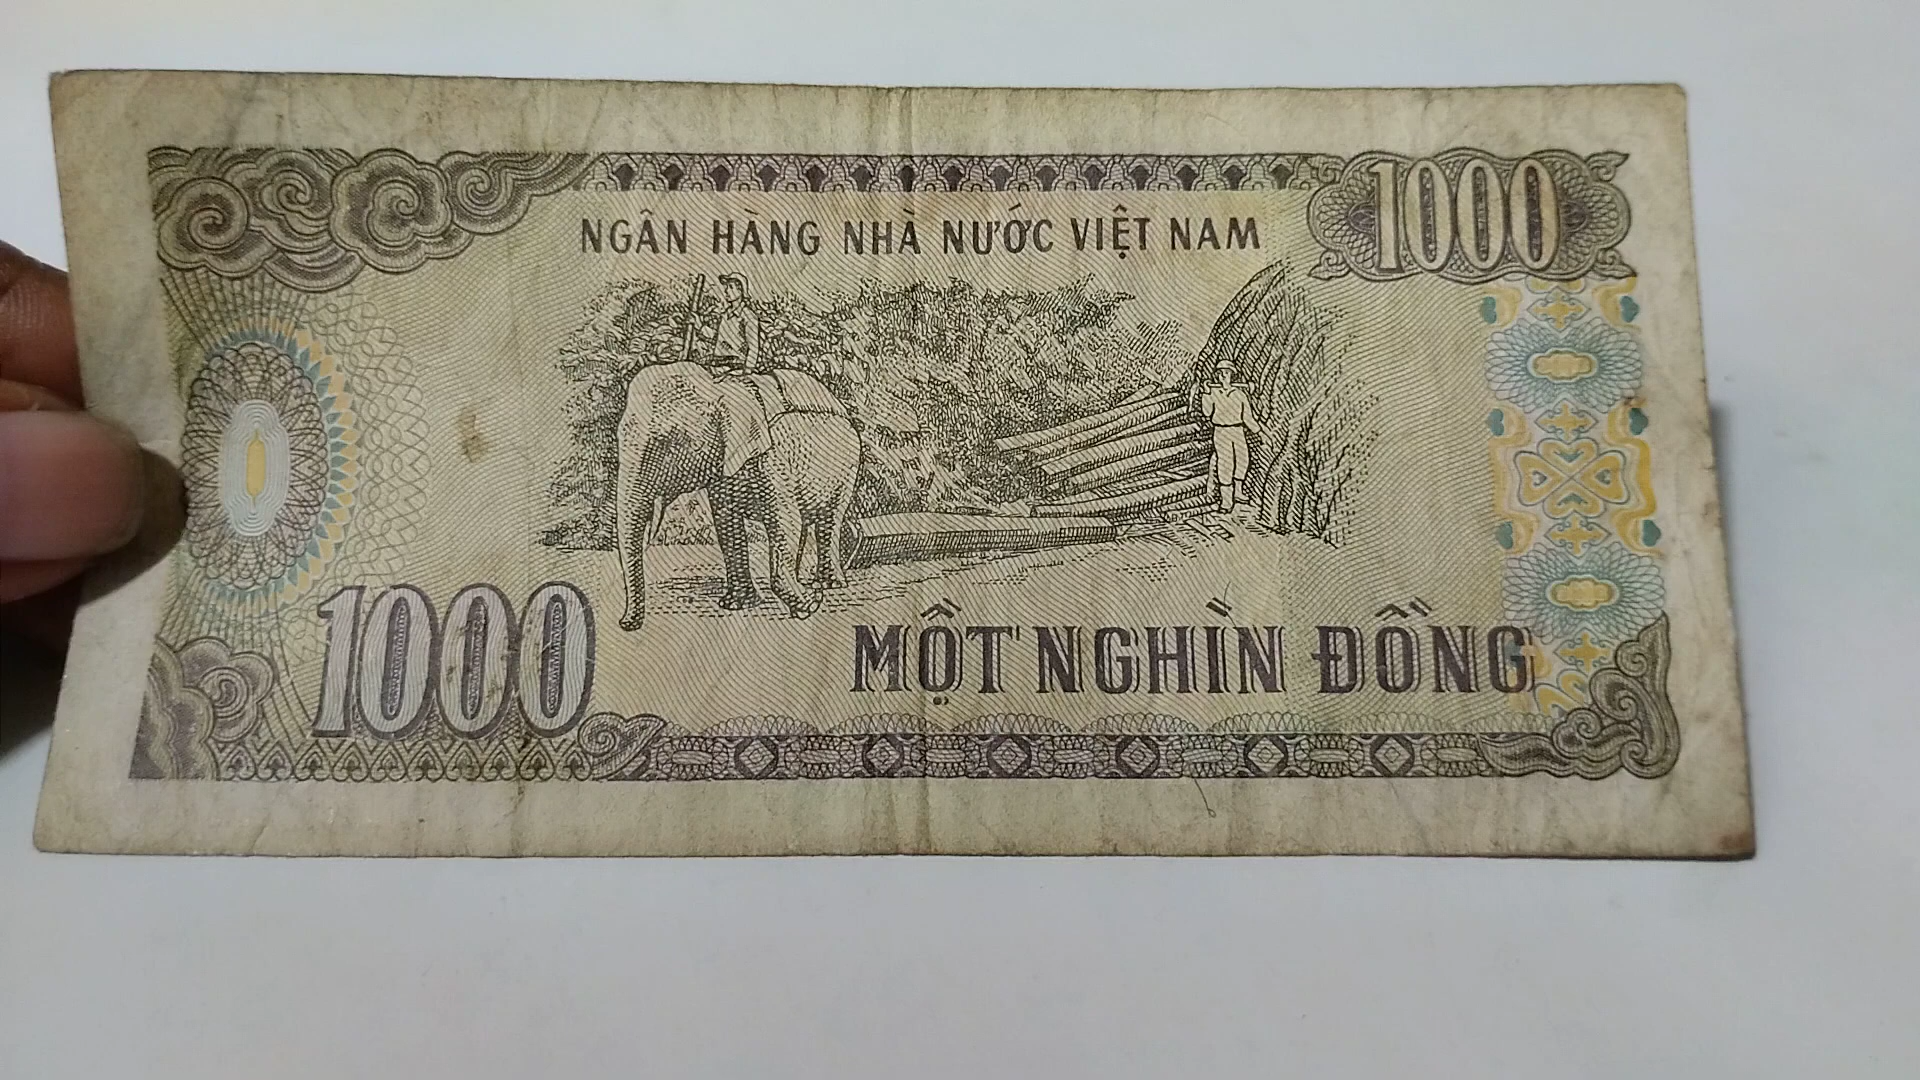 1000
NGÂN HÀNG NHÀ NƯỚC VIỆT NAM
1000
MỘT NGHÌN ĐỒNG